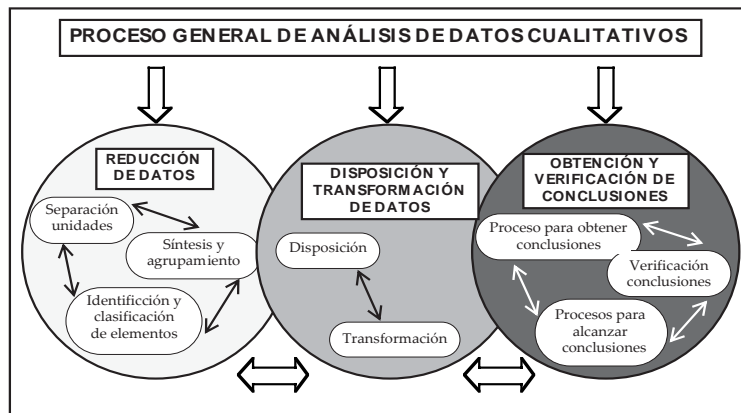 PROCESO GENERAL DE ANÁLISIS DE DATOS CUALITATIVOS
REDUCCIÓN
DE DATOS
Separación
unidades
Síntesis y
agrupamiento
Identificción y
clasificación
de elementos
DISPOSICIÓN Y
TRANSFORMACIÓN
DE DATOS
Disposición
Transformación
OBTENCIÓN Y
VERIFICACIÓN DE
CONCLUSIONES
Proceso para obtener
conclusiones
Verificación
conclusiones
Procesos para
alcanzar
conclusiones